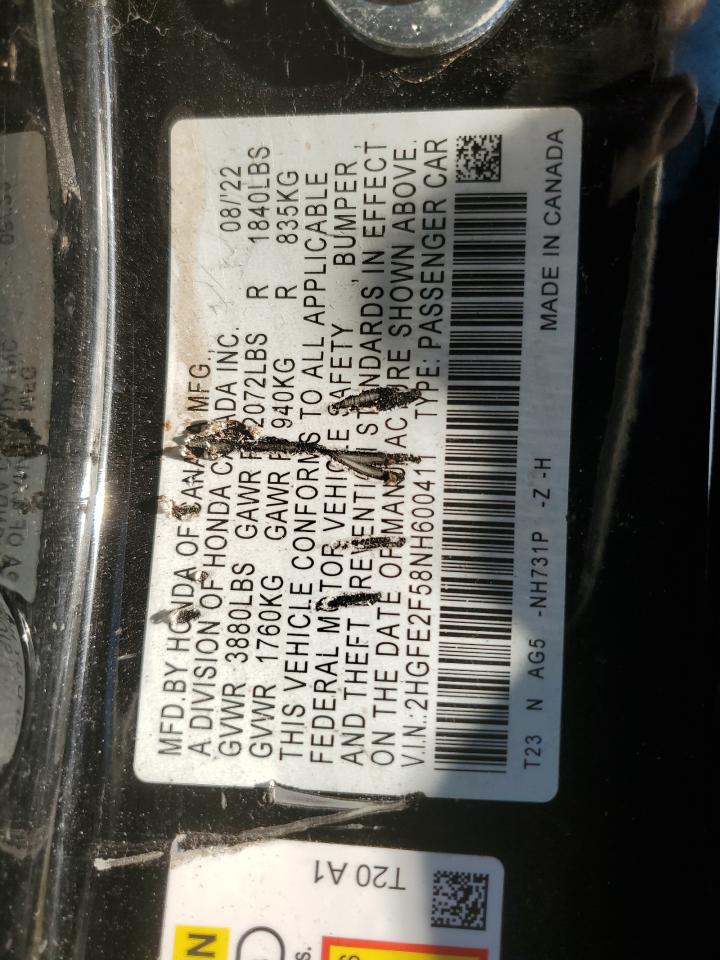 MFD.BY HONDA OF CANADA MFG.,
A DIVISION OF HONDA CANADA INC. 08/'22
GVWR 3880LBS GAWR F 2072LBS R 1840LBS
GVWR 1760KG GAWR F 940KG R 835KG
THIS VEHICLE CONFORMS TO ALL APPLICABLE
FEDERAL MOTOR VEHICLE SAFETY, BUMPER,
AND THEFT PREVENTION STANDARDS IN EFFECT
ON THE DATE OF MANUFACTURE SHOWN ABOVE.
V.I.N.:2HGFE2F58NH600411 TYPE: PASSENGER CAR
T23 N AG5 -NH731P -Z -H MADE IN CANADA
T20 A1